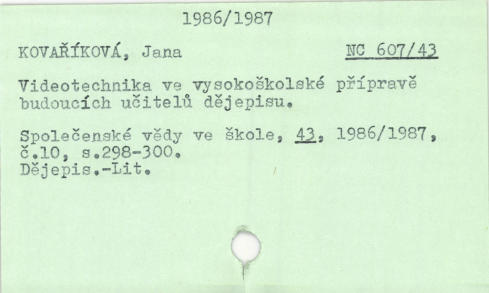 1986/1987
KOVAŘÍKOVÁ, Jana NC 607/43
Videotechnika ve vysokoškolské přípravě
budoucích učitelů dějepisu.
Společenské vědy ve škole, 43, 1986/1987,
č.10, s.298-300.
Dějepis.-Lit.